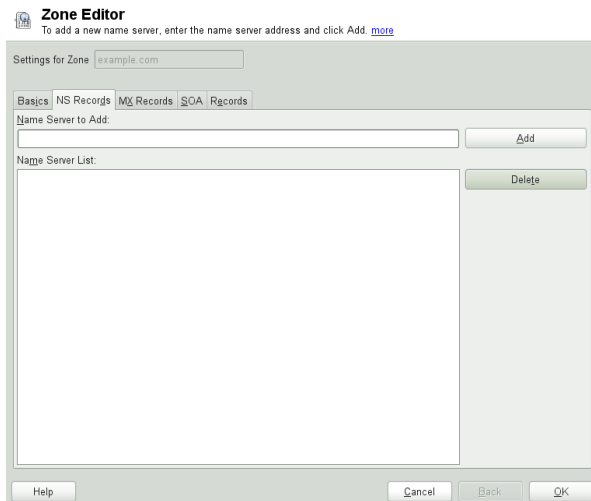 Zone Editor
To add a new name server, enter the name server address and click Add. more
Settings for Zone example.com
Basics NS Records MX Records SOA Records
Name Server to Add:
Add
Name Server List:
Delete
Help Cancel Back OK